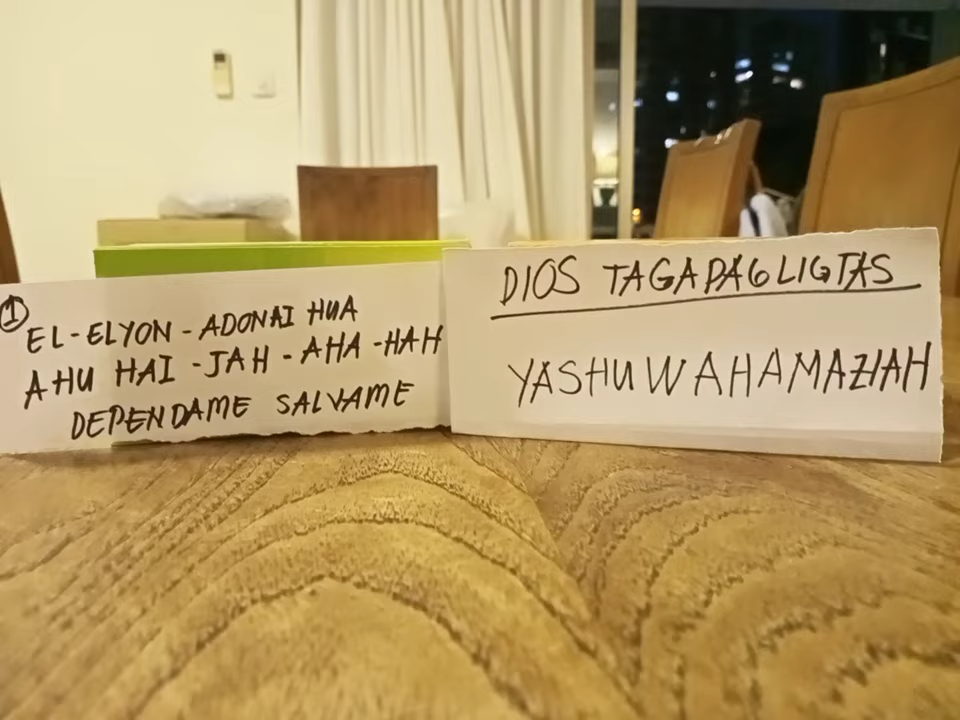 ①
EL-ELYON - ADONAI HUA
AHU HAI -JAH - AHA -HAH
DEPENDAME SALVAME
DIOS TAGAPAGLIGTAS
YASHUWAHAMAZIAH